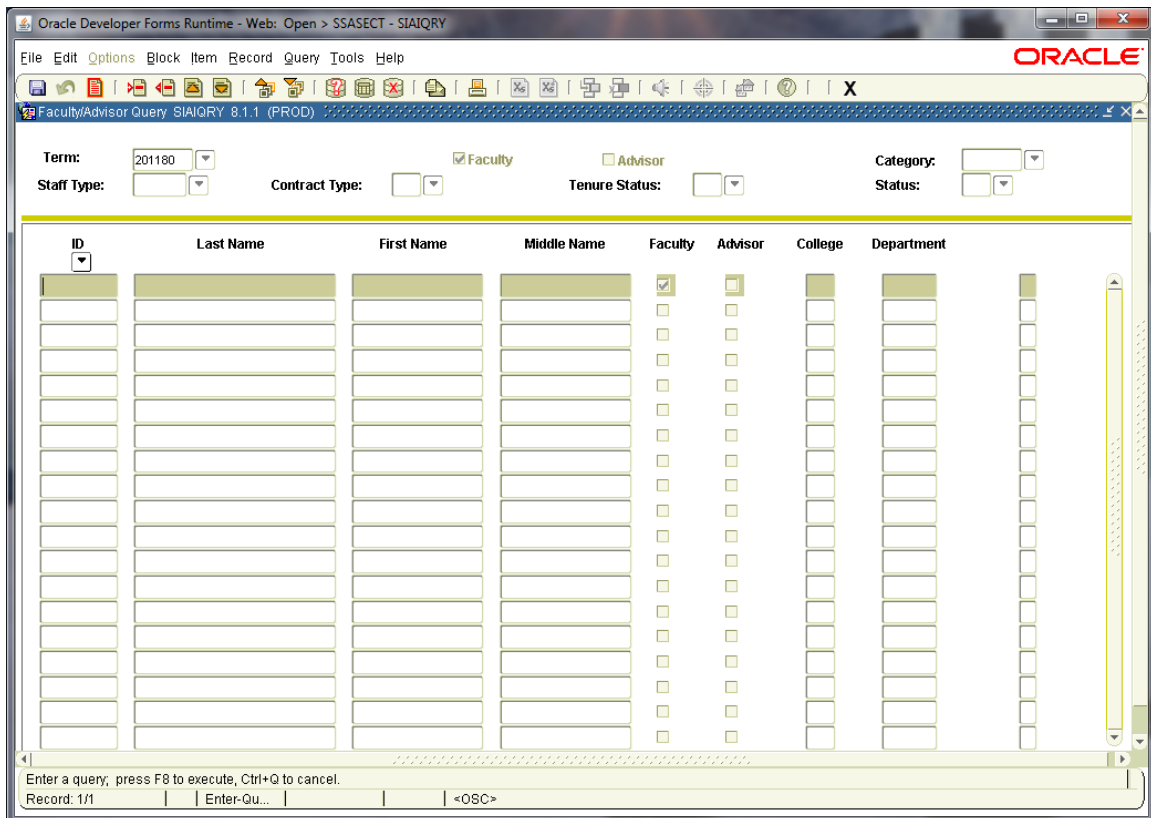 Oracle Developer Forms Runtime - Web: Open > SSASECT - SIAIQRY
File Edit Options Block Item Record Query Tools Help ORACLE
X
Faculty/Advisor Query SIAIQRY 8.1.1 (PROD)
Term: 201180 Faculty Advisor Category:
Staff Type: Contract Type: Tenure Status: Status:
ID Last Name First Name Middle Name Faculty Advisor College Department
Enter a query; press F8 to execute, Ctrl+Q to cancel.
Record: 1/1 Enter-Qu... <OSC>